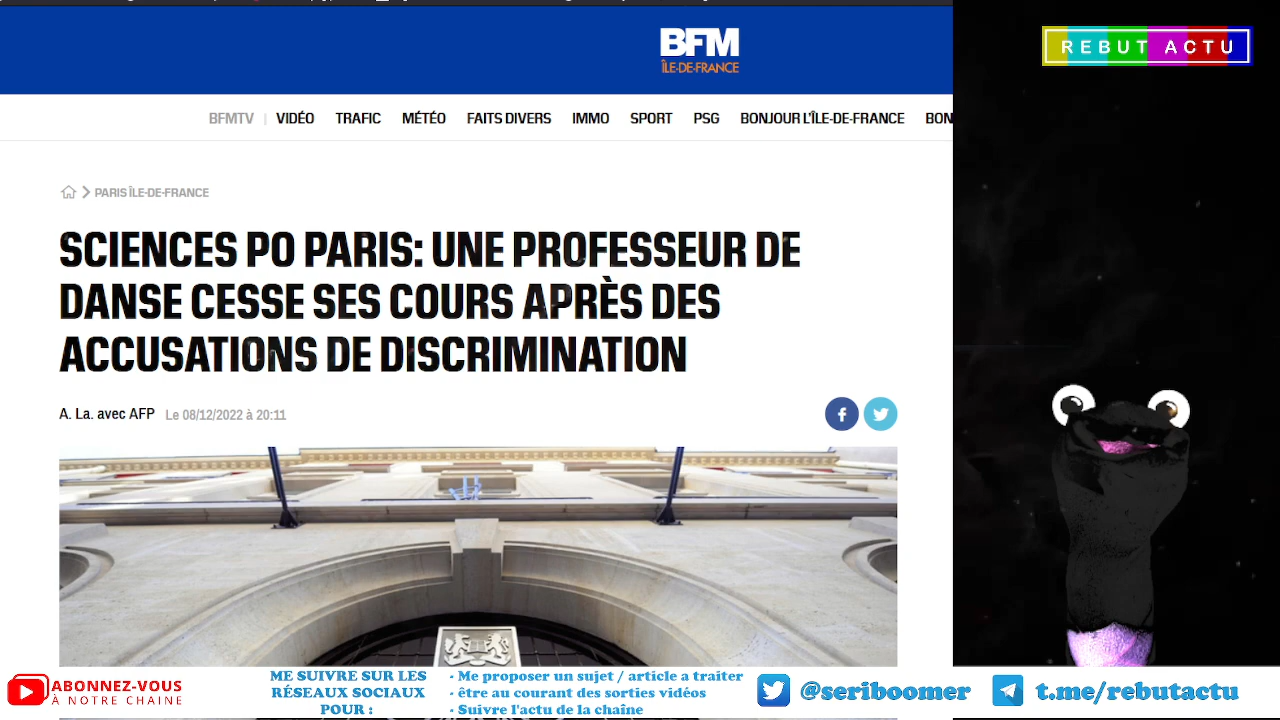 BFM
ÎLE-DE-FRANCE
REBUT ACTU
BFMTV | VIDÉO TRAFIC MÉTÉO FAITS DIVERS IMMO SPORT PSG BONJOUR L'ÎLE-DE-FRANCE BON
PARIS ÎLE-DE-FRANCE
SCIENCES PO PARIS: UNE PROFESSEUR DE
DANSE CESSE SES COURS APRÈS DES
ACCUSATIONS DE DISCRIMINATION
A. La. avec AFP Le 08/12/2022 à 20:11
ABONNEZ-VOUS
À NOTRE CHAINE
ME SUIVRE SUR LES
RÉSEAUX SOCIAUX
POUR :
- Me proposer un sujet / article a traiter
- être au courant des sorties vidéos
- Suivre l'actu de la chaîne
@seriboomer
t.me/rebutactu